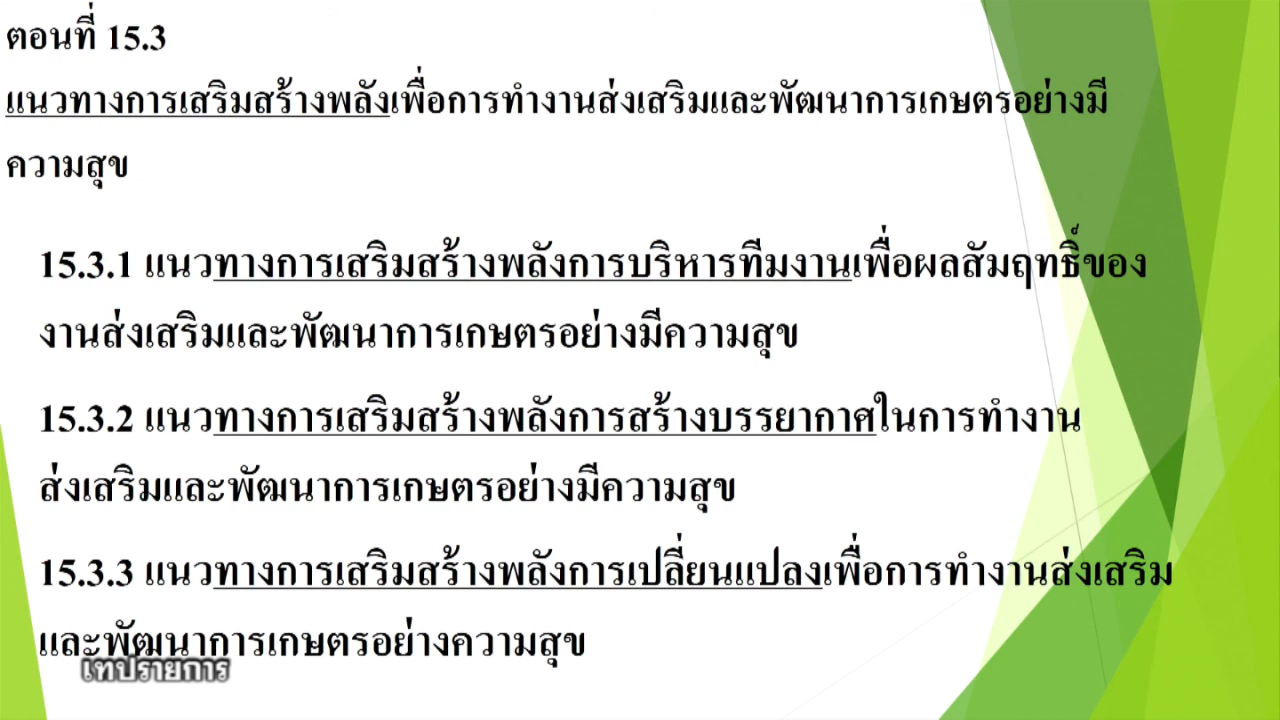 ตอนที่ 15.3
แนวทางการเสริมสร้างพลังเพื่อการทำงานส่งเสริมและพัฒนาการเกษตรอย่างมี
ความสุข
15.3.1 แนวทางการเสริมสร้างพลังการบริหารทีมงานเพื่อผลสัมฤทธิ์ของ
งานส่งเสริมและพัฒนาการเกษตรอย่างมีความสุข
15.3.2 แนวทางการเสริมสร้างพลังการสร้างบรรยากาศในการทำงาน
ส่งเสริมและพัฒนาการเกษตรอย่างมีความสุข
15.3.3 แนวทางการเสริมสร้างพลังการเปลี่ยนแปลงเพื่อการทำงานส่งเสริม
และพัฒนาการเกษตรอย่างความสุข
เทปรายการ